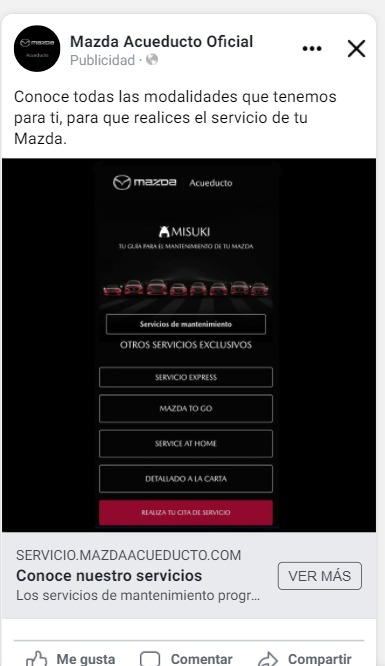 mazda
Acueducto
Mazda Acueducto Oficial
Publicidad ·
Conoce todas las modalidades que tenemos
para ti, para que realices el servicio de tu
Mazda.
mazda | Acueducto
MISUKI
TU GUÍA PARA EL MANTENIMIENTO DE TU MAZDA
Servicios de mantenimiento
OTROS SERVICIOS EXCLUSIVOS
SERVICIO EXPRESS
MAZDA TO GO
SERVICE AT HOME
DETALLADO A LA CARTA
REALIZA TU CITA DE SERVICIO
SERVICIO.MAZDAACUEDUCTO.COM
Conoce nuestro servicios
VER MÁS
Los servicios de mantenimiento progr...
Me gusta Comentar Compartir